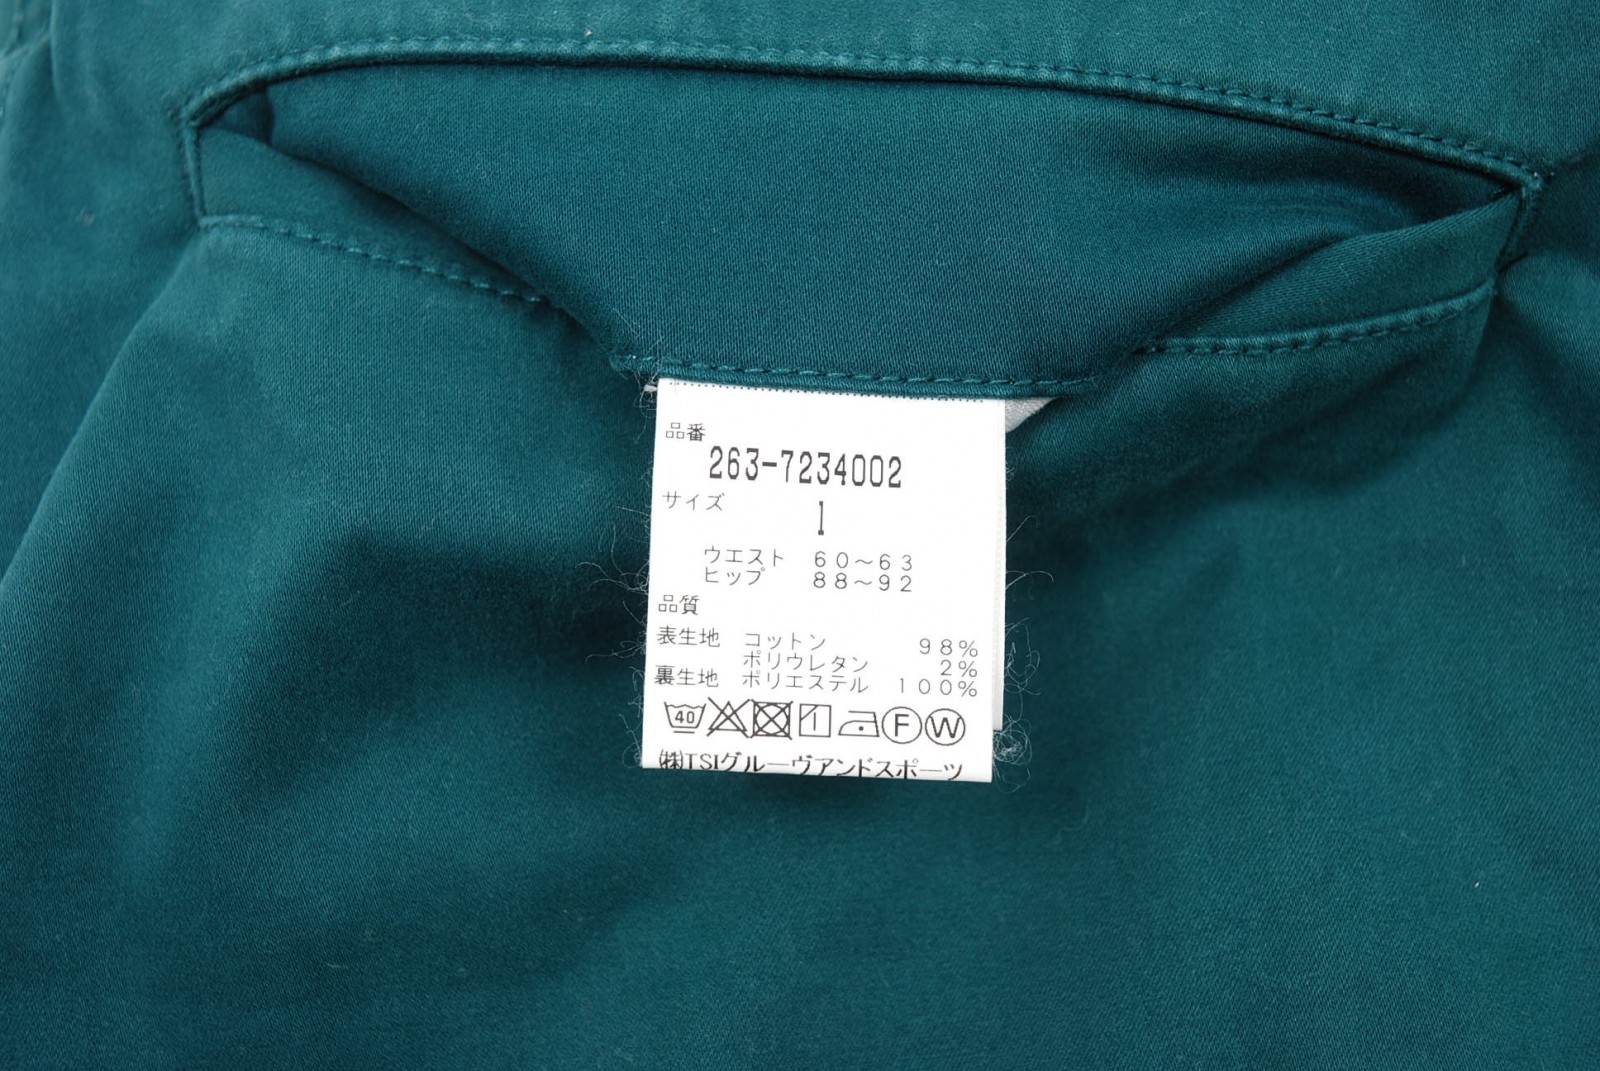 品番
263-7234002
サイズ
1
ウエスト 60～63
ヒップ 88～92
品質
表生地 コットン 98%
ポリウレタン 2%
裏生地 ポリエステル 100%
40 F W
㈱TSIグルーヴアンドスポーツ